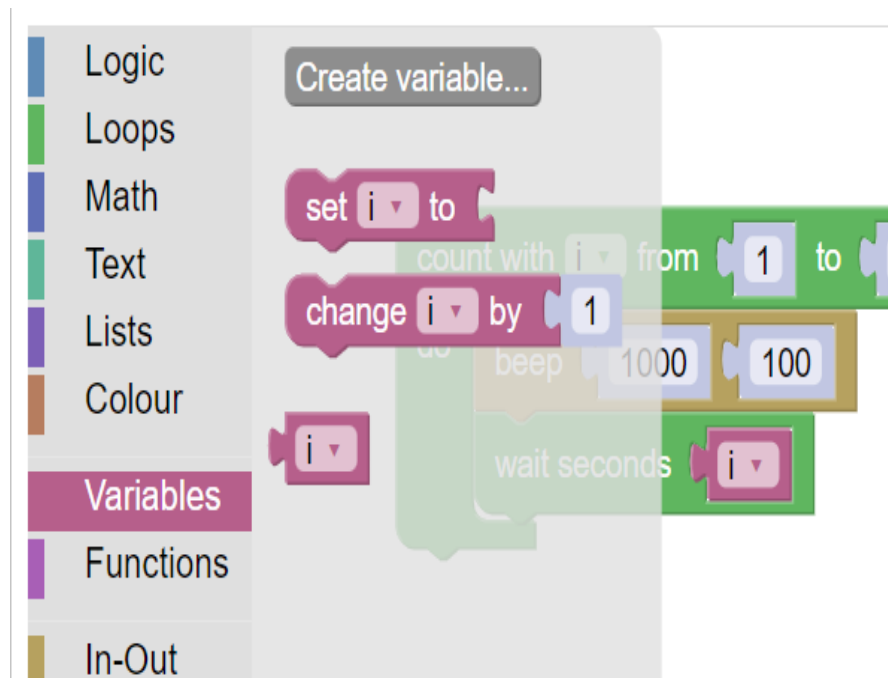 Logic
Loops
Math
Text
Lists
Colour
Variables
Functions
In-Out
Create variable...
set i to
change i by 1
i
count with i from 1 to
do
beep 1000 100
wait seconds i